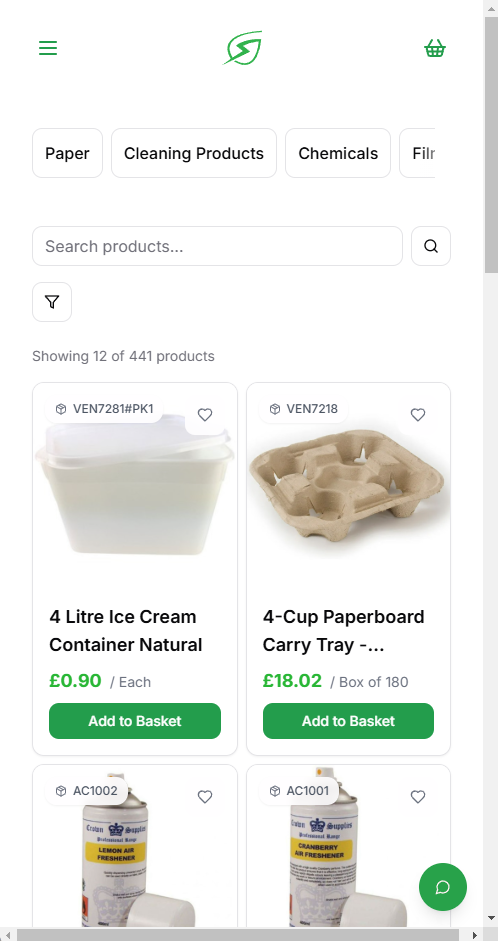 Paper
Cleaning Products
Chemicals
Film
Search products...
Showing 12 of 441 products
VEN7281#PK1
VEN7218
4 Litre Ice Cream
Container Natural
£0.90 / Each
Add to Basket
4-Cup Paperboard
Carry Tray -...
£18.02 / Box of 180
Add to Basket
AC1002
Crown Supplies
Professional Range
LEMON AIR
FRESHENER
AC1001
Crown Supplies
Professional Range
CRANBERRY
AIR FRESHENER